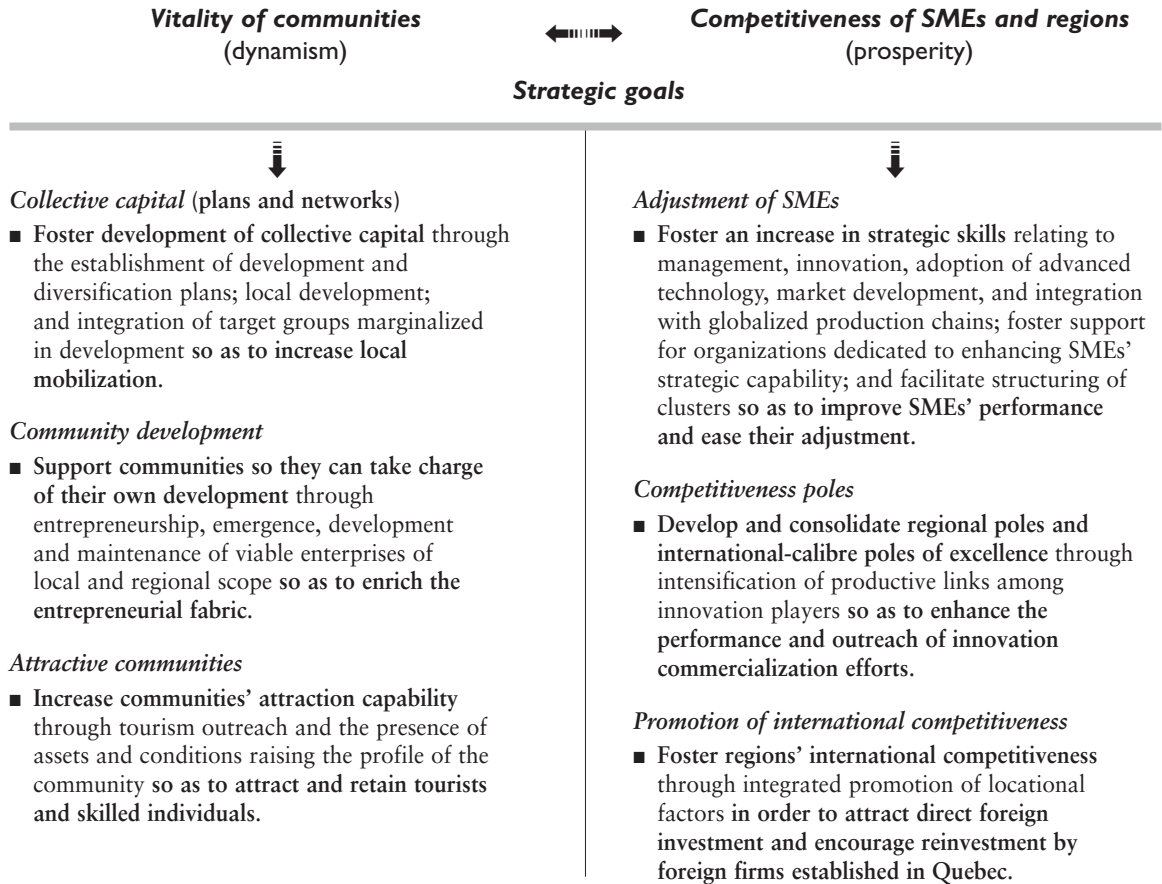 Vitality of communities
(dynamism)
Competitiveness of SMEs and regions
(prosperity)
Strategic goals
Collective capital (plans and networks)
■ Foster development of collective capital through
the establishment of development and
diversification plans; local development;
and integration of target groups marginalized
in development so as to increase local
mobilization.
Community development
■ Support communities so they can take charge
of their own development through
entrepreneurship, emergence, development
and maintenance of viable enterprises of
local and regional scope so as to enrich the
entrepreneurial fabric.
Attractive communities
■ Increase communities’ attraction capability
through tourism outreach and the presence of
assets and conditions raising the profile of the
community so as to attract and retain tourists
and skilled individuals.
Adjustment of SMEs
■ Foster an increase in strategic skills relating to
management, innovation, adoption of advanced
technology, market development, and integration
with globalized production chains; foster support
for organizations dedicated to enhancing SMEs’
strategic capability; and facilitate structuring of
clusters so as to improve SMEs’ performance
and ease their adjustment.
Competitiveness poles
■ Develop and consolidate regional poles and
international-calibre poles of excellence through
intensification of productive links among
innovation players so as to enhance the
performance and outreach of innovation
commercialization efforts.
Promotion of international competitiveness
■ Foster regions’ international competitiveness
through integrated promotion of locational
factors in order to attract direct foreign
investment and encourage reinvestment by
foreign firms established in Quebec.